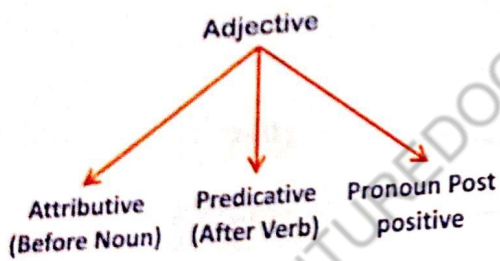 Adjective
Attributive
(Before Noun)
Predicative
(After Verb)
Pronoun Post
positive